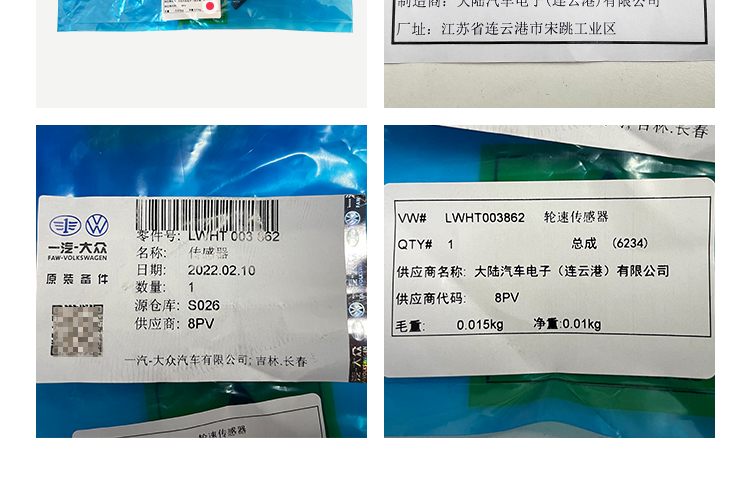 8PV
制造商：大陆汽车电子(连云港)有限公司
厂址：江苏省连云港市宋跳工业区
一汽-大众
FAW-VOLKSWAGEN
原装备件
零件号: LWHT 003 862
名称: 传感器
日期: 2022.02.10
数量: 1
源仓库: S026
供应商: 8PV
一汽-大众汽车有限公司; 吉林.长春
轮速传感器
吉林.长春
VW# LWHT003862 轮速传感器
QTY# 1 总成 (6234)
供应商名称: 大陆汽车电子（连云港）有限公司
供应商代码: 8PV
毛重: 0.015kg 净重:0.01kg